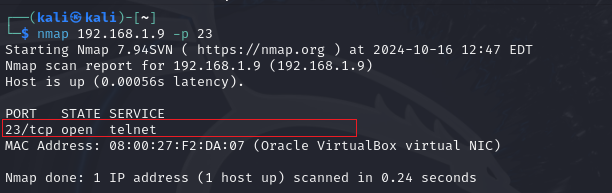 ┌──(kali㉿kali)-[~]
└─$ nmap 192.168.1.9 -p 23
Starting Nmap 7.94SVN ( https://nmap.org ) at 2024-10-16 12:47 EDT
Nmap scan report for 192.168.1.9 (192.168.1.9)
Host is up (0.00056s latency).

PORT   STATE SERVICE
23/tcp open  telnet
MAC Address: 08:00:27:F2:DA:07 (Oracle VirtualBox virtual NIC)

Nmap done: 1 IP address (1 host up) scanned in 0.24 seconds